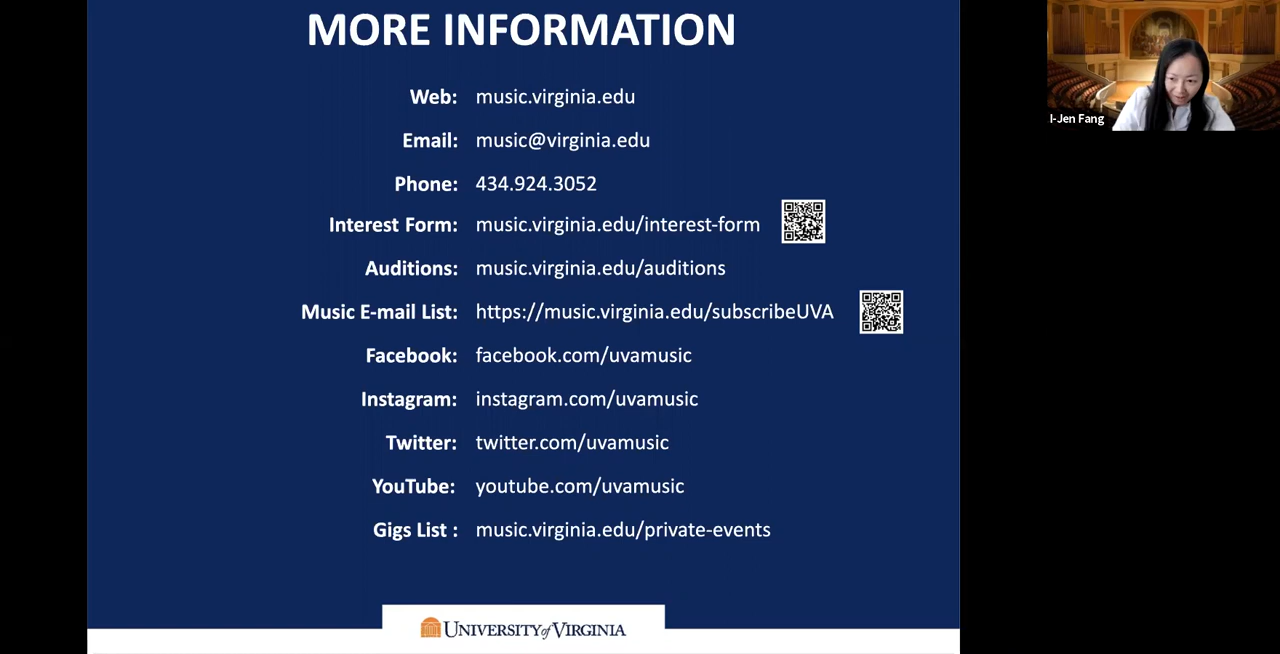 MORE INFORMATION
Web: music.virginia.edu
Email: music@virginia.edu
Phone: 434.924.3052
Interest Form: music.virginia.edu/interest-form
Auditions: music.virginia.edu/auditions
Music E-mail List: https://music.virginia.edu/subscribeUVA
Facebook: facebook.com/uvamusic
Instagram: instagram.com/uvamusic
Twitter: twitter.com/uvamusic
YouTube: youtube.com/uvamusic
Gigs List : music.virginia.edu/private-events
UNIVERSITY of VIRGINIA
I-Jen Fang